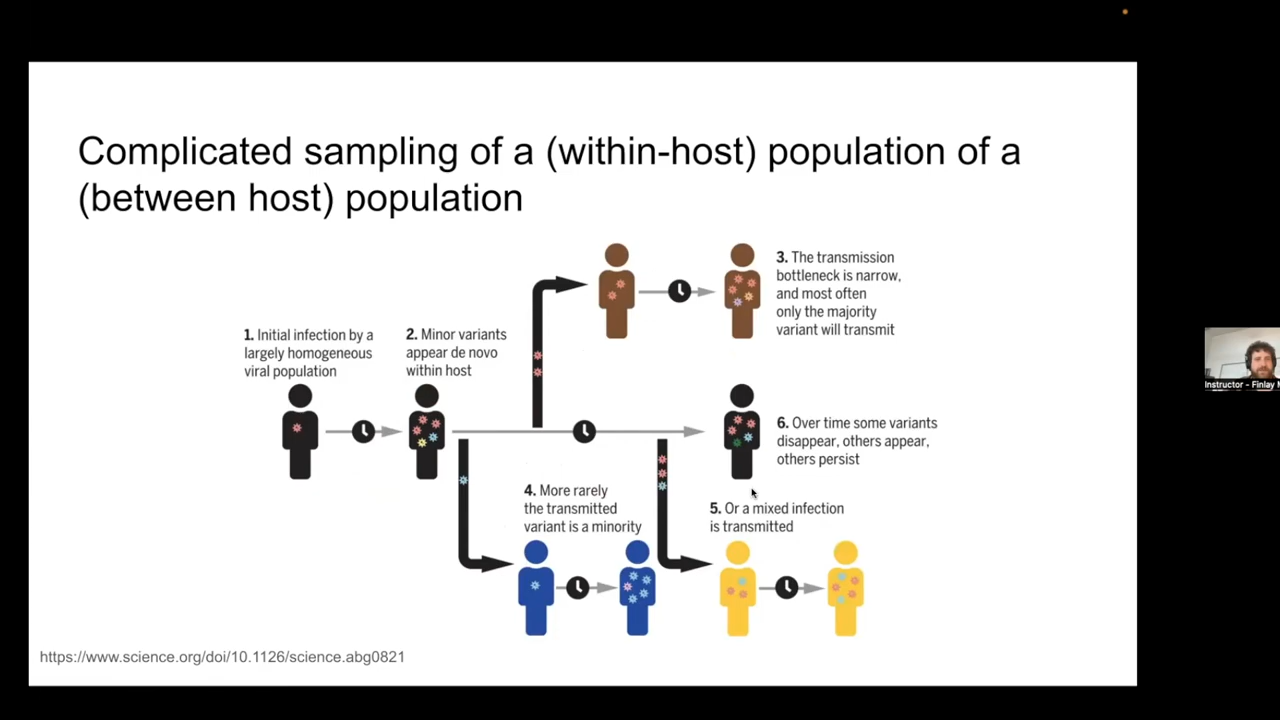 Complicated sampling of a (within-host) population of a
(between host) population
1. Initial infection by a
largely homogeneous
viral population
2. Minor variants
appear de novo
within host
3. The transmission
bottleneck is narrow,
and most often
only the majority
variant will transmit
6. Over time some variants
disappear, others appear,
others persist
4. More rarely
the transmitted
variant is a minority
5. Or a mixed infection
is transmitted
https://www.science.org/doi/10.1126/science.abg0821
Instructor - Finlay M